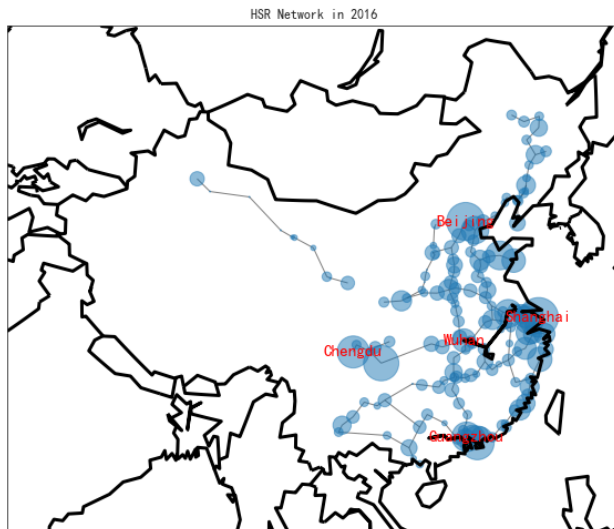 HSR Network in 2016
Beijing
Shanghai
Wuhan
Chengdu
Guangzhou